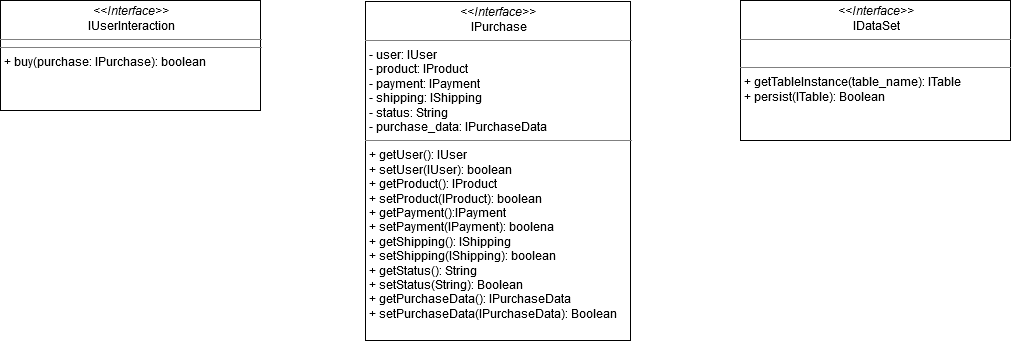 <<Interface>>
IUserInteraction
+ buy(purchase: IPurchase): boolean
<<Interface>>
IPurchase
- user: IUser
- product: IProduct
- payment: IPayment
- shipping: IShipping
- status: String
- purchase_data: IPurchaseData
+ getUser(): IUser
+ setUser(IUser): boolean
+ getProduct(): IProduct
+ setProduct(IProduct): boolean
+ getPayment():IPayment
+ setPayment(IPayment): boolena
+ getShipping(): IShipping
+ setShipping(IShipping): boolean
+ getStatus(): String
+ setStatus(String): Boolean
+ getPurchaseData(): IPurchaseData
+ setPurchaseData(IPurchaseData): Boolean
<<Interface>>
IDataSet
+ getTableInstance(table_name): ITable
+ persist(ITable): Boolean